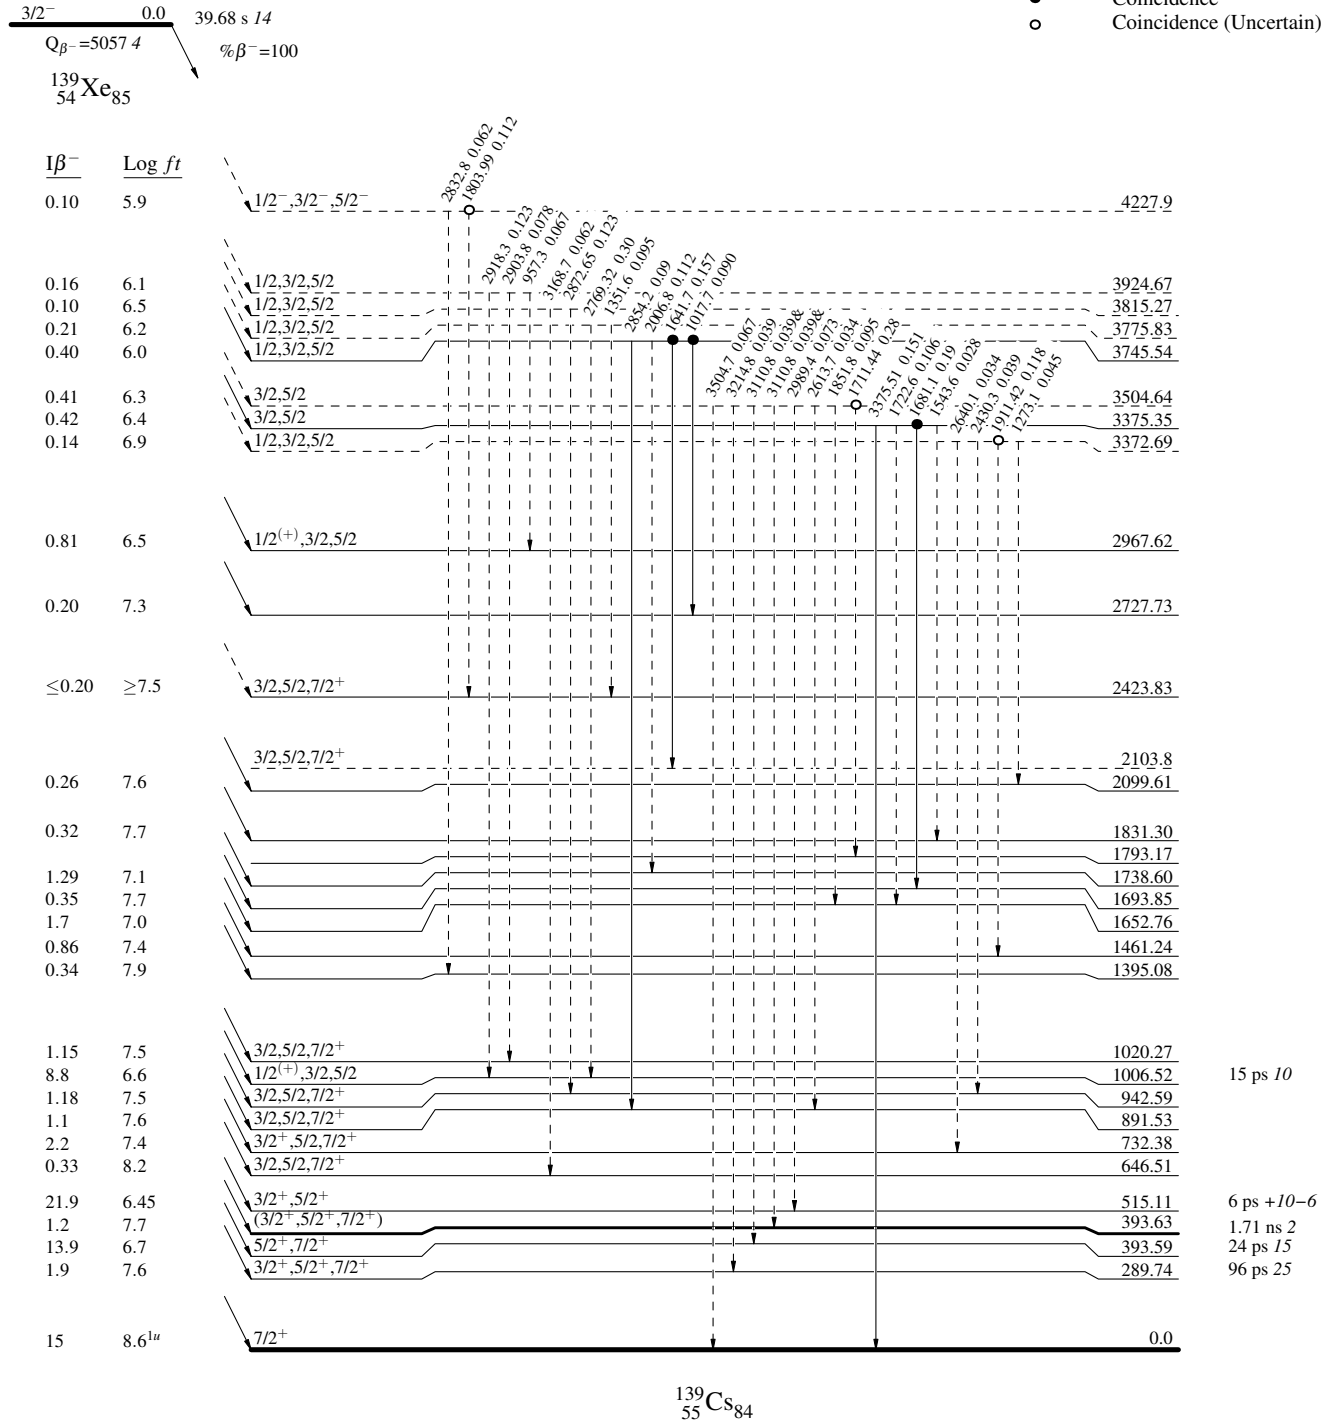 Coincidence
3/2− 0.0 39.68 s 14
Coincidence (Uncertain)
Qβ−=5057 4 %β−=100
139 54 Xe 85
Iβ− Log ft
2832.8 0.062
1803.99 0.112
0.10 5.9 1/2−,3/2−,5/2− 4227.9
2918.3 0.123
2903.8 0.078
957.3 0.067
3168.7 0.062
2872.65 0.123
2769.32 0.30
1351.6 0.095
2854.2 0.09
2006.8 0.112
1641.7 0.157
1017.7 0.090
0.16 6.1 1/2,3/2,5/2 3924.67
0.10 6.5 1/2,3/2,5/2 3815.27
0.21 6.2 1/2,3/2,5/2 3775.83
0.40 6.0 1/2,3/2,5/2 3745.54
3504.7 0.067
3214.8 0.039
3110.8 0.039&
3110.8 0.039&
2989.4 0.073
2613.7 0.034
1851.8 0.095
1711.44 0.28
3375.51 0.151
1722.6 0.106
1681.1 0.19
1543.6 0.028
2640.1 0.034
2430.3 0.039
1911.42 0.118
1273.1 0.045
0.41 6.3 3/2,5/2 3504.64
0.42 6.4 3/2,5/2 3375.35
0.14 6.9 1/2,3/2,5/2 3372.69
0.81 6.5 1/2(+),3/2,5/2 2967.62
0.20 7.3 2727.73
≤0.20 ≥7.5 3/2,5/2,7/2+ 2423.83
3/2,5/2,7/2+ 2103.8
0.26 7.6 2099.61
0.32 7.7 1831.30
1793.17
1.29 7.1 1738.60
0.35 7.7 1693.85
1.7 7.0 1652.76
0.86 7.4 1461.24
0.34 7.9 1395.08
1.15 7.5 3/2,5/2,7/2+ 1020.27
8.8 6.6 1/2(+),3/2,5/2 1006.52 15 ps 10
1.18 7.5 3/2,5/2,7/2+ 942.59
1.1 7.6 3/2,5/2,7/2+ 891.53
2.2 7.4 3/2+,5/2,7/2+ 732.38
0.33 8.2 3/2,5/2,7/2+ 646.51
21.9 6.45 3/2+,5/2+ 515.11 6 ps +10−6
1.2 7.7 (3/2+,5/2+,7/2+) 393.63 1.71 ns 2
13.9 6.7 5/2+,7/2+ 393.59 24 ps 15
1.9 7.6 3/2+,5/2+,7/2+ 289.74 96 ps 25
15 8.6 1u 7/2+ 0.0
139 55 Cs 84